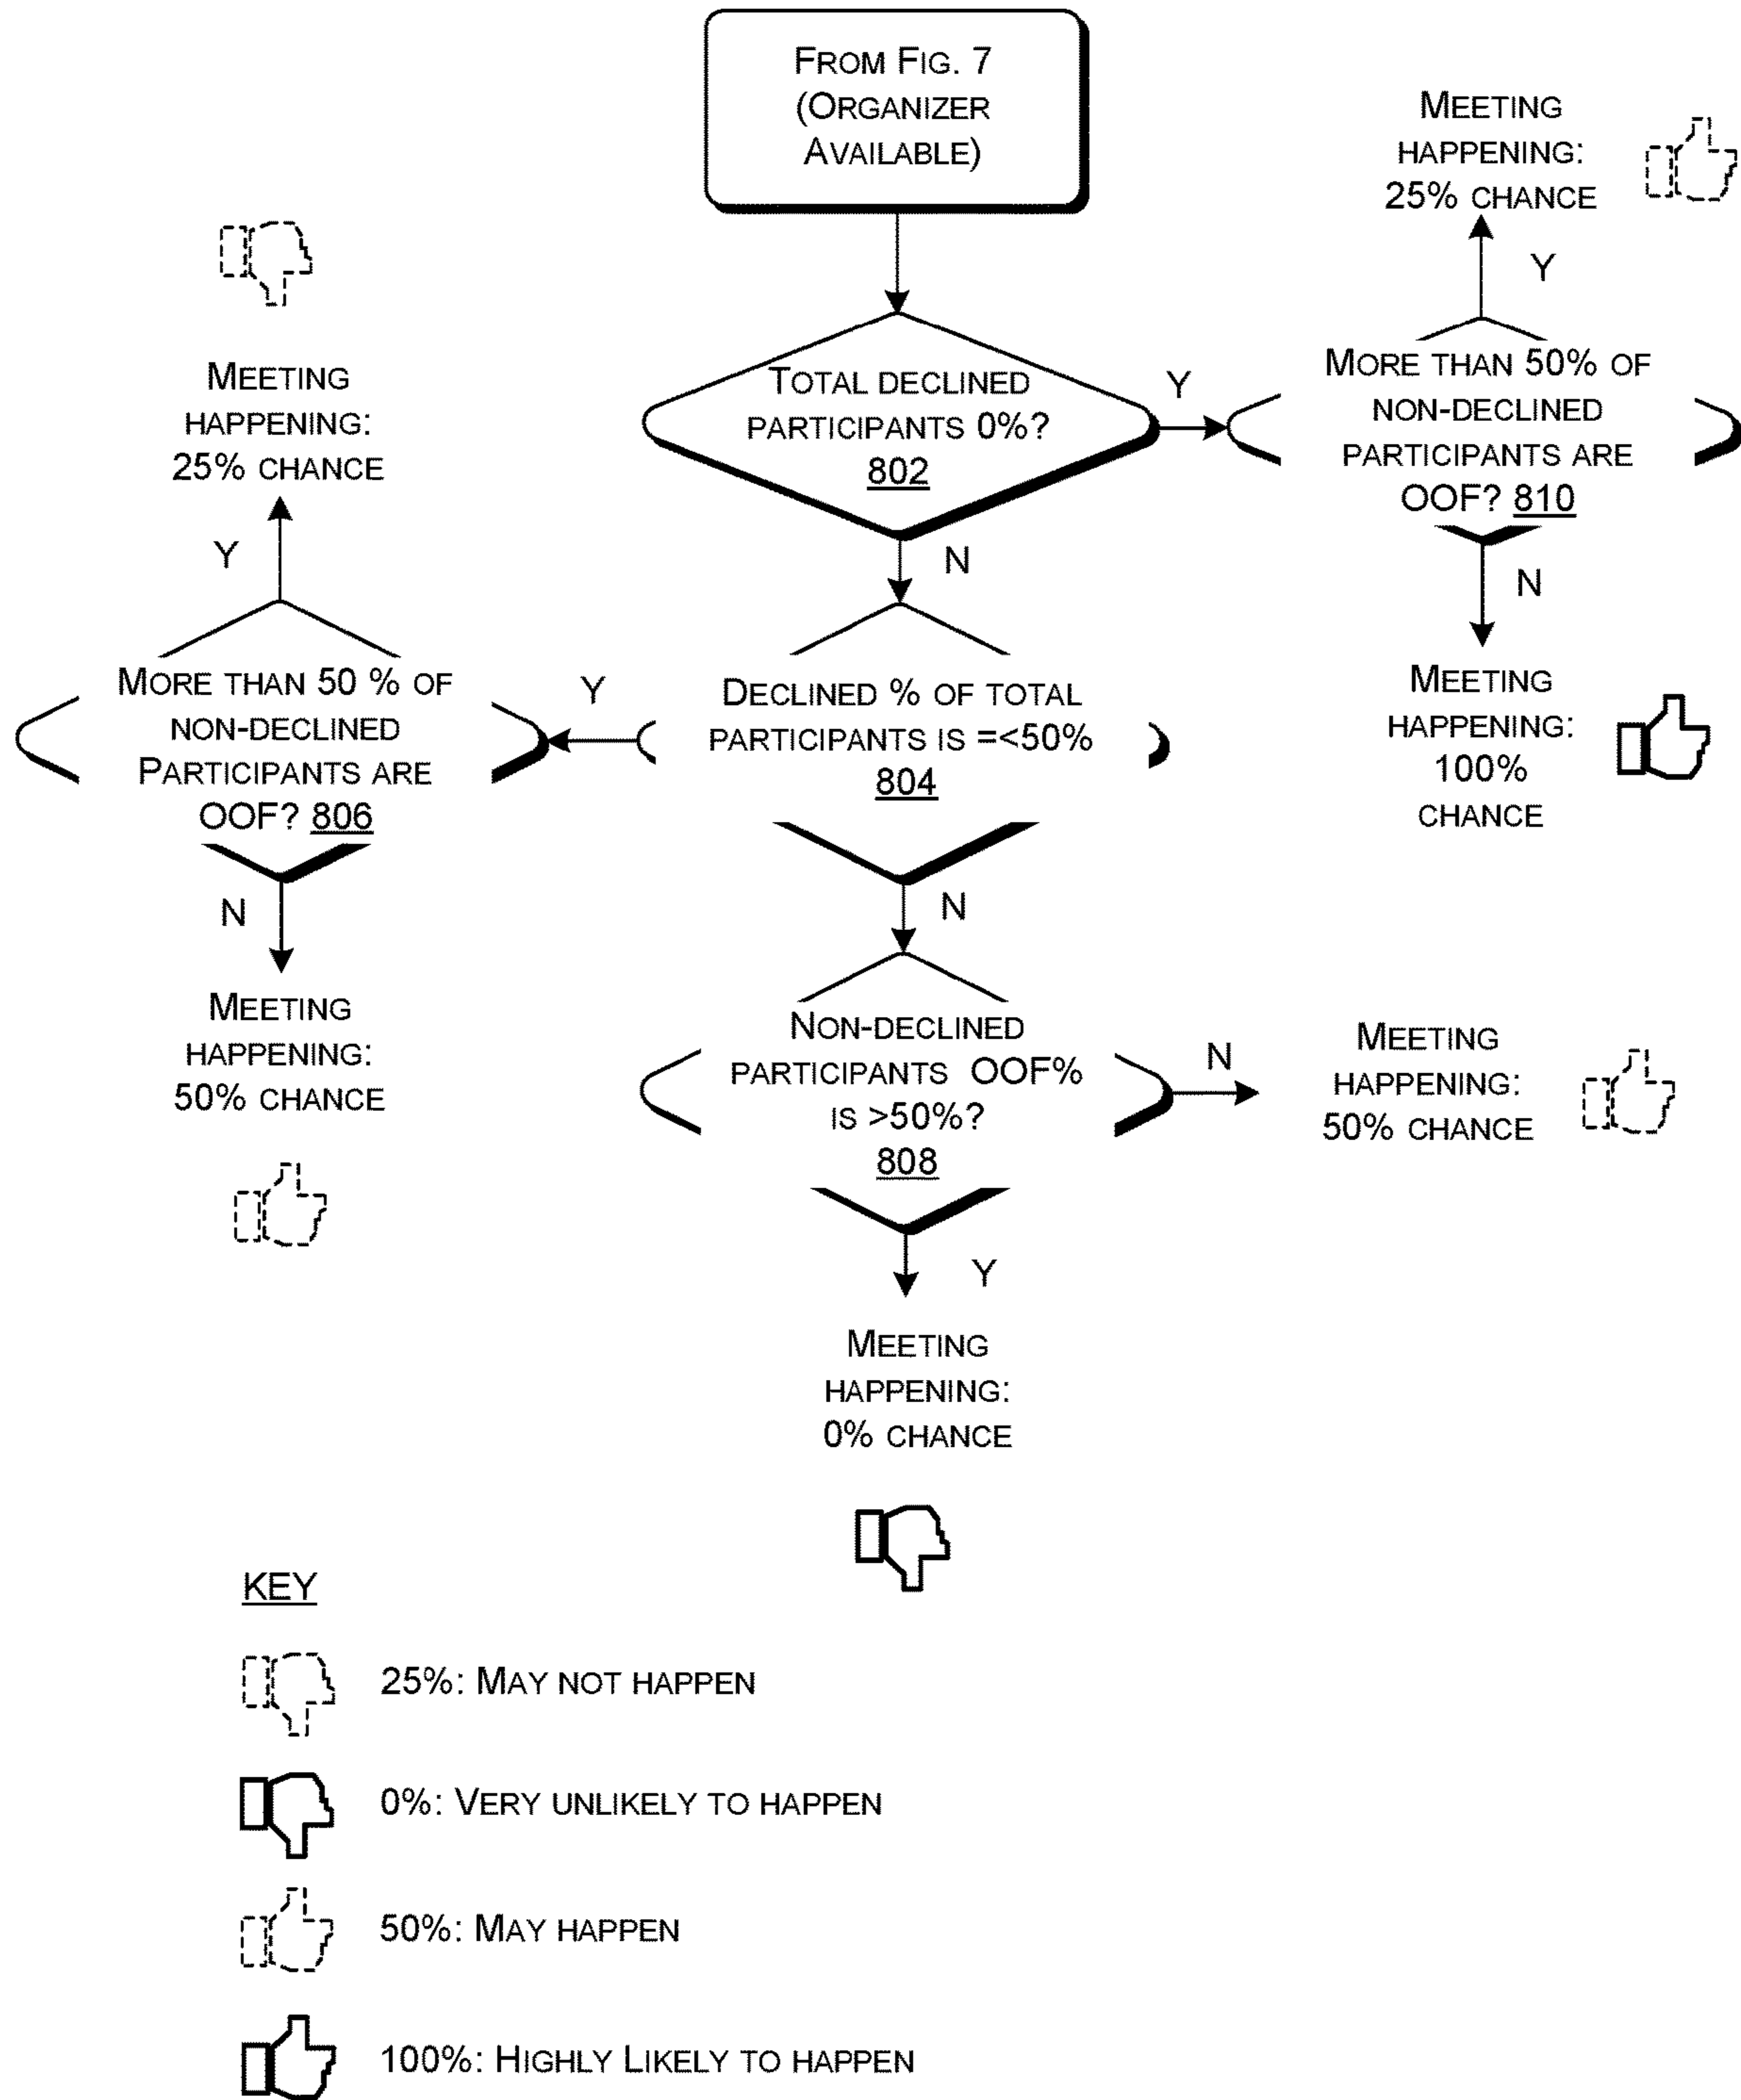 FROM FIG. 7
(ORGANIZER
AVAILABLE)
MEETING
HAPPENING:
25% CHANCE
Y
MORE THAN 50% OF
NON-DECLINED
PARTICIPANTS ARE
OOF? 810
N
MEETING
HAPPENING:
100%
CHANCE
TOTAL DECLINED
PARTICIPANTS 0%?
802
Y
N
MEETING
HAPPENING:
25% CHANCE
Y
MORE THAN 50 % OF
NON-DECLINED
PARTICIPANTS ARE
OOF? 806
N
MEETING
HAPPENING:
50% CHANCE
Y
DECLINED % OF TOTAL
PARTICIPANTS IS =<50%
804
N
NON-DECLINED
PARTICIPANTS OOF%
IS >50%?
808
N
MEETING
HAPPENING:
50% CHANCE
Y
MEETING
HAPPENING:
0% CHANCE
KEY
25%: MAY NOT HAPPEN
0%: VERY UNLIKELY TO HAPPEN
50%: MAY HAPPEN
100%: HIGHLY LIKELY TO HAPPEN